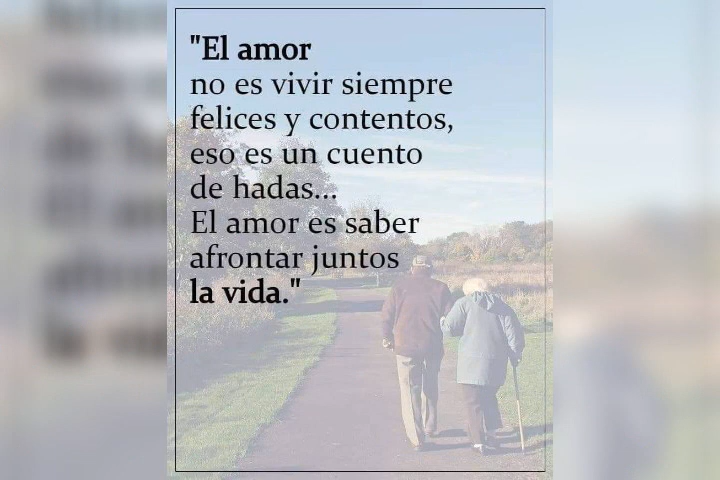 "El amor
no es vivir siempre
felices y contentos,
eso es un cuento
de hadas...
El amor es saber
afrontar juntos
la vida."